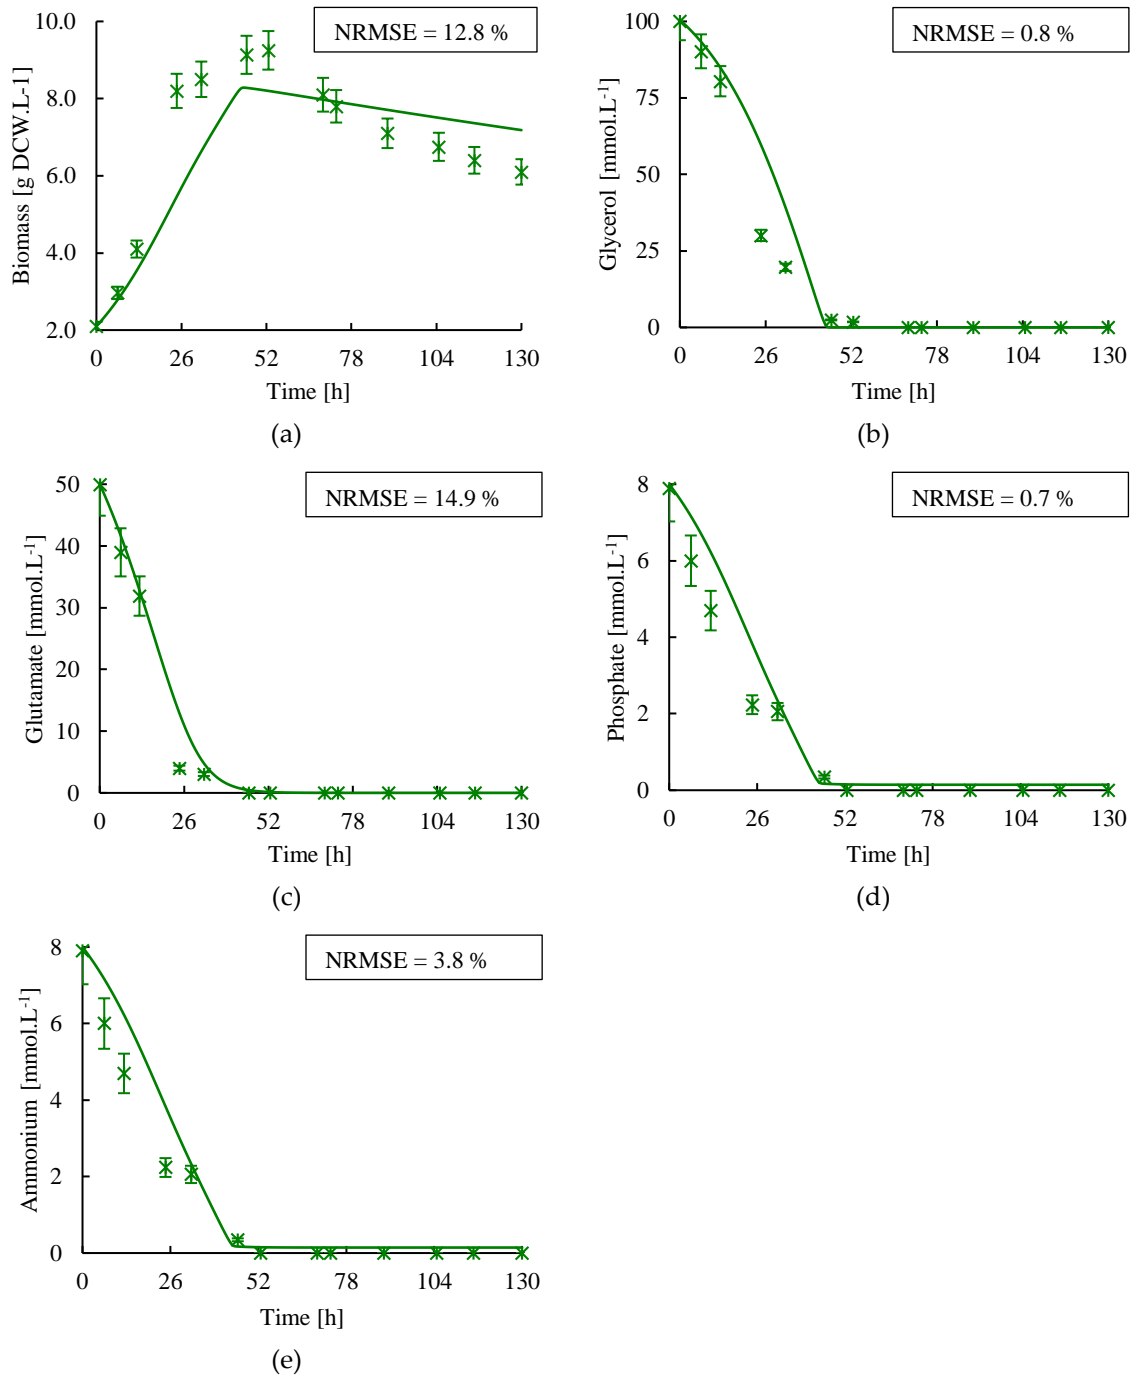 NRMSE = 12.8 %
Biomass [g DCW.L-1]
10.0
8.0
6.0
4.0
2.0
0 26 52 78 104 130
Time [h]
(a)
NRMSE = 0.8 %
Glycerol [mmol.L-1]
100
75
50
25
0
0 26 52 78 104 130
Time [h]
(b)
NRMSE = 14.9 %
Glutamate [mmol.L-1]
50
40
30
20
10
0
0 26 52 78 104 130
Time [h]
(c)
NRMSE = 0.7 %
Phosphate [mmol.L-1]
8
6
4
2
0
0 26 52 78 104 130
Time [h]
(d)
NRMSE = 3.8 %
Ammonium [mmol.L-1]
8
6
4
2
0
0 26 52 78 104 130
Time [h]
(e)